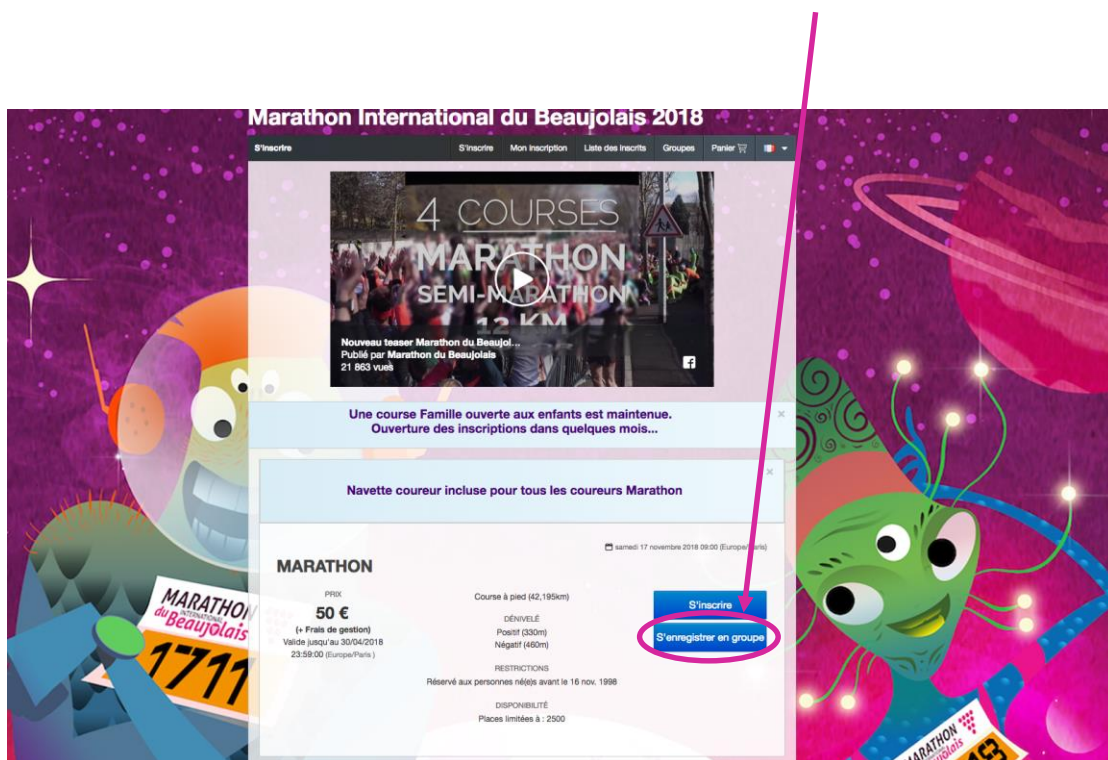 Marathon International du Beaujolais 2018
S'inscrire S'inscrire Mon inscription Liste des inscrits Groupes Panier
4 COURSES
MARATHON
SEMI-MARATHON
12 KM
Nouveau teaser Marathon du Beaujol...
Publié par Marathon du Beaujolais
21 863 vues
Une course Famille ouverte aux enfants est maintenue.
Ouverture des inscriptions dans quelques mois...
×
Navette coureur incluse pour tous les coureurs Marathon
×
samedi 17 novembre 2018 09:00 (Europe/Paris)
MARATHON
PRIX
50 €
(+ Frais de gestion)
Valide jusqu'au 30/04/2018
23:59:00 (Europe/Paris )
Course à pied (42,195km)
DÉNIVELÉ
Positif (330m)
Négatif (460m)
RESTRICTIONS
Réservé aux personnes né(e)s avant le 16 nov. 1998
DISPONIBILITÉ
Places limitées à : 2500
S'inscrire
S'enregistrer en groupe
MARATHON
INTERNATIONAL
du Beaujolais
1711
MARATHON